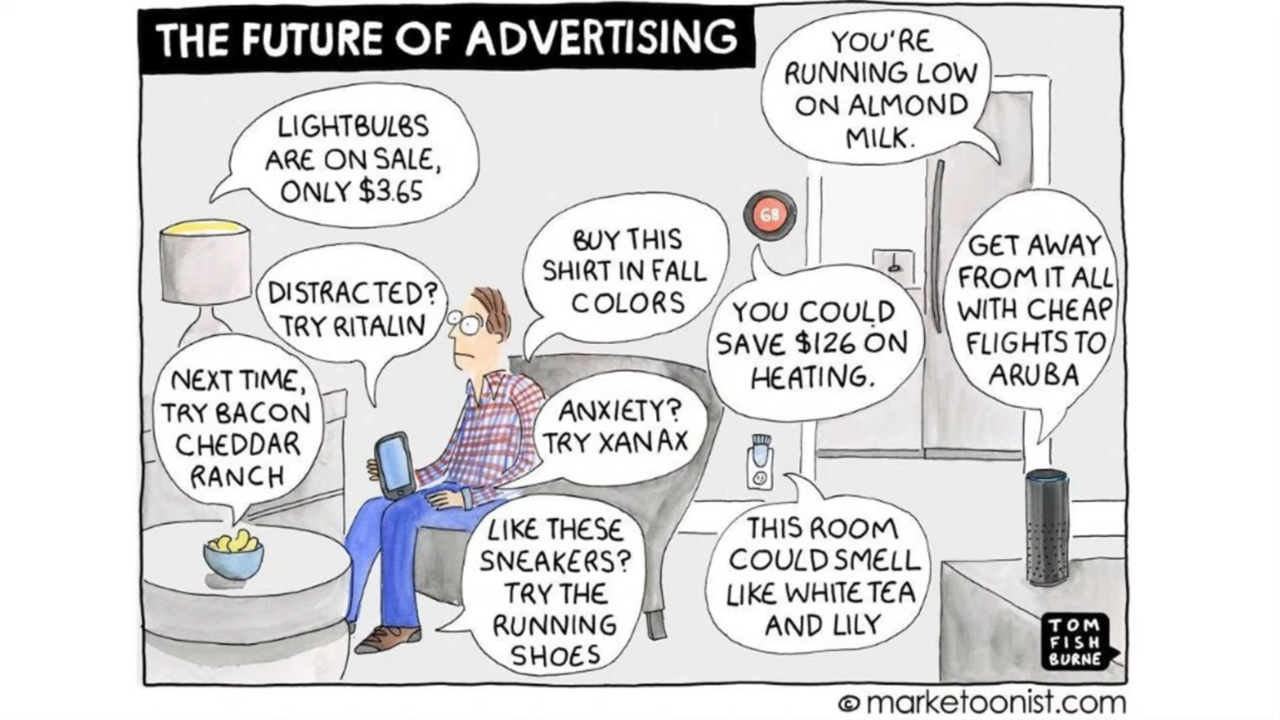 THE FUTURE OF ADVERTISING
LIGHTBULBS
ARE ON SALE,
ONLY $3.65
YOU'RE
RUNNING LOW
ON ALMOND
MILK.
DISTRACTED?
TRY RITALIN
BUY THIS
SHIRT IN FALL
COLORS
68
YOU COULD
SAVE $126 ON
HEATING.
GET AWAY
FROM IT ALL
WITH CHEAP
FLIGHTS TO
ARUBA
NEXT TIME,
TRY BACON
CHEDDAR
RANCH
ANXIETY?
TRY XANAX
LIKE THESE
SNEAKERS?
TRY THE
RUNNING
SHOES
THIS ROOM
COULD SMELL
LIKE WHITE TEA
AND LILY
TOM
FISH
BURNE
© marketoonist.com